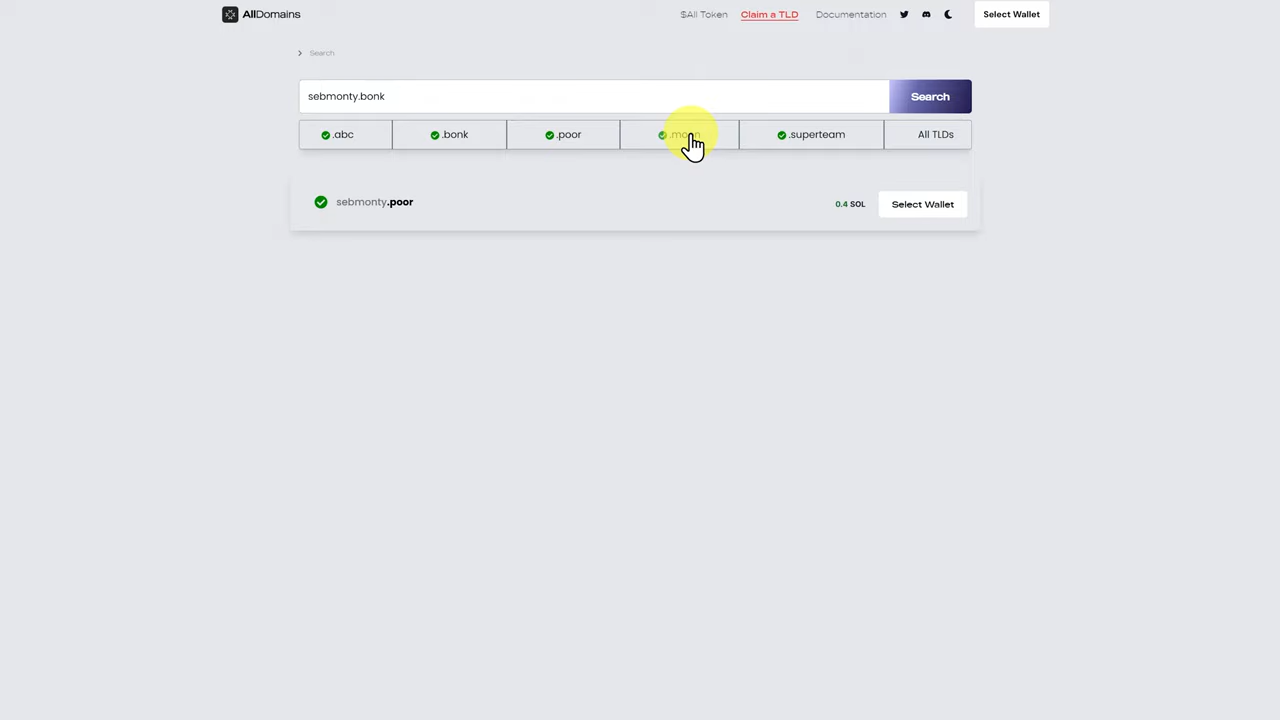 AllDomains
$All Token
Claim a TLD
Documentation
Select Wallet
Search
sebmonty.bonk
Search
.abc
.bonk
.poor
.superteam
All TLDs
sebmonty.poor
0.4 SOL
Select Wallet